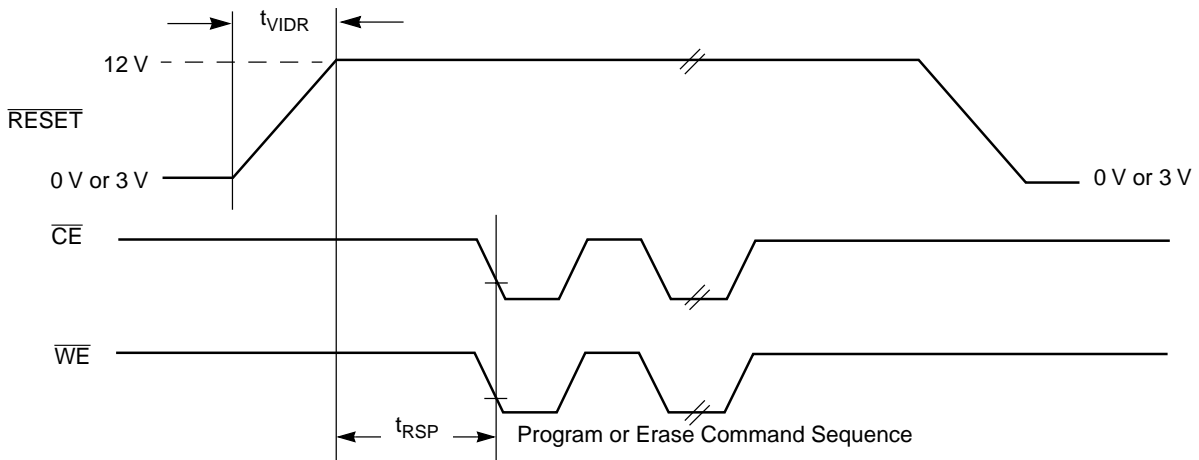 tVIDR
12 V
RESET
0 V or 3 V
0 V or 3 V
CE
WE
tRSP
Program or Erase Command Sequence